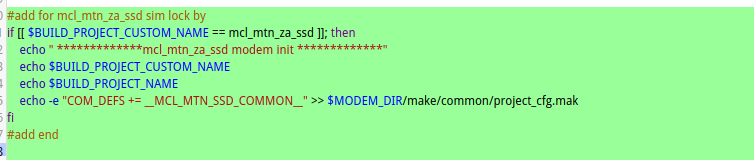 #add for mcl_mtn_za_ssd sim lock by
if [[ $BUILD_PROJECT_CUSTOM_NAME == mcl_mtn_za_ssd ]]; then
echo " *************mcl_mtn_za_ssd modem init *************"
echo $BUILD_PROJECT_CUSTOM_NAME
echo $BUILD_PROJECT_NAME
echo -e "COM_DEFS += __MCL_MTN_SSD_COMMON__" >> $MODEM_DIR/make/common/project_cfg.mak
fi
#add end